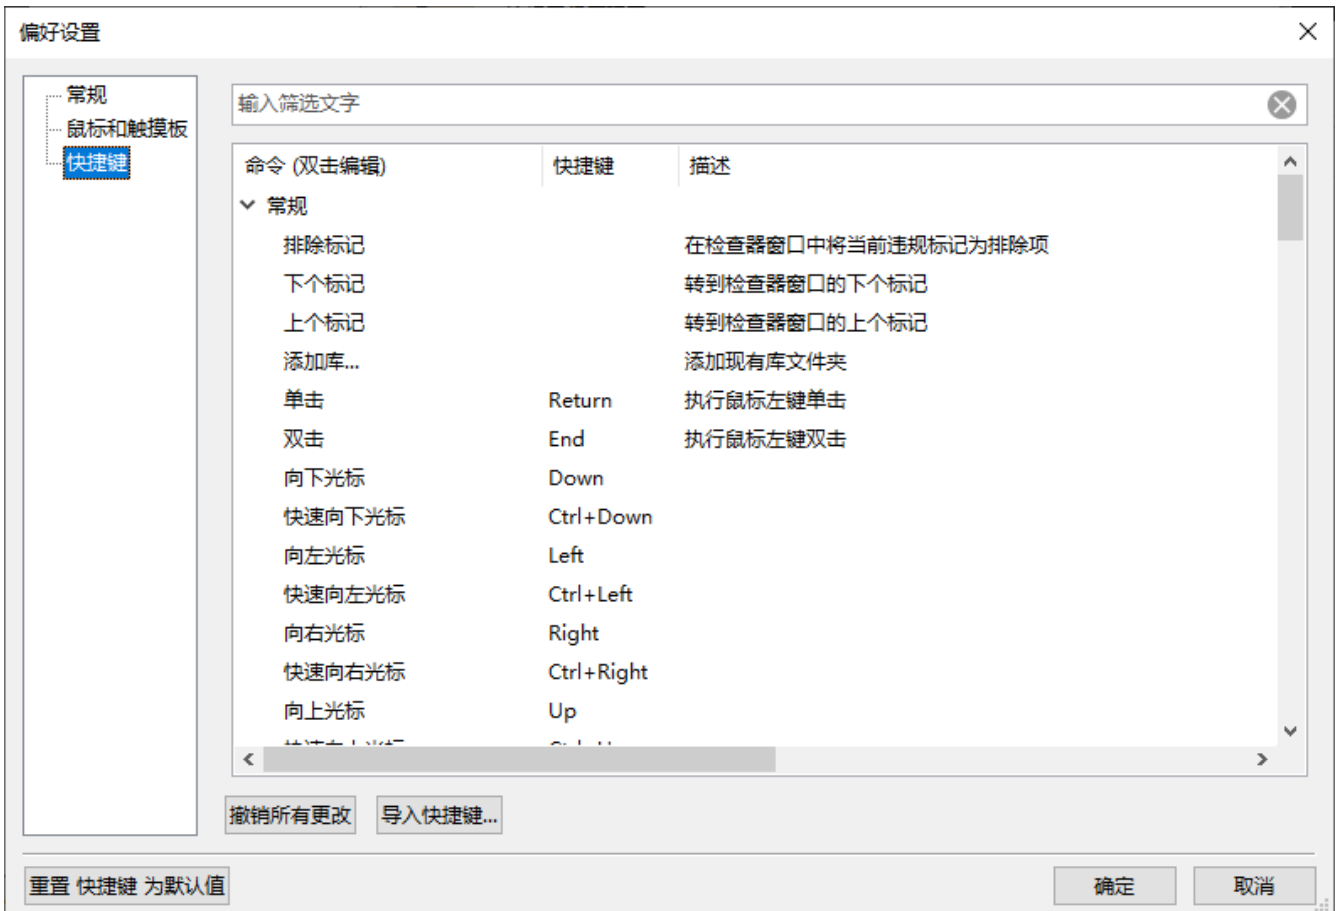 偏好设置
常规
鼠标和触摸板
快捷键
输入筛选文字
命令 (双击编辑) 快捷键 描述
常规
排除标记 在检查器窗口中将当前违规标记为排除项
下个标记 转到检查器窗口的下个标记
上个标记 转到检查器窗口的上个标记
添加库... 添加现有库文件夹
单击 Return 执行鼠标左键单击
双击 End 执行鼠标左键双击
向下光标 Down
快速向下光标 Ctrl+Down
向左光标 Left
快速向左光标 Ctrl+Left
向右光标 Right
快速向右光标 Ctrl+Right
向上光标 Up
撤销所有更改 导入快捷键...
重置 快捷键 为默认值 确定 取消